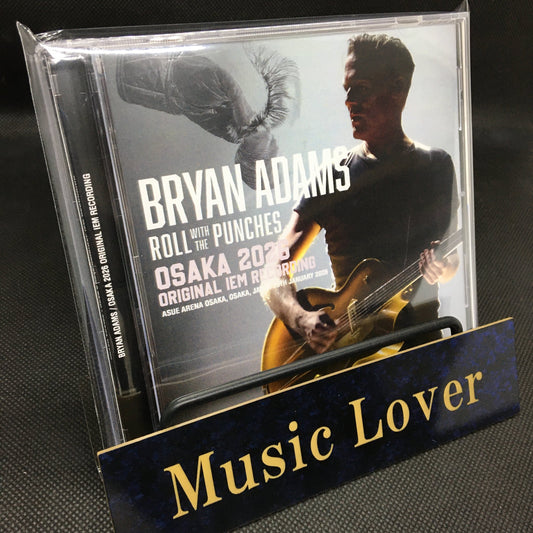 BRYAN ADAMS
ROLL WITH THE PUNCHES
OSAKA 2026
ORIGINAL IEM RECORDING
ASUE ARENA OSAKA, OSAKA, JANUARY
BRYAN ADAMS / OSAKA 2026 ORIGINAL IEM RECORDING
Music Lover